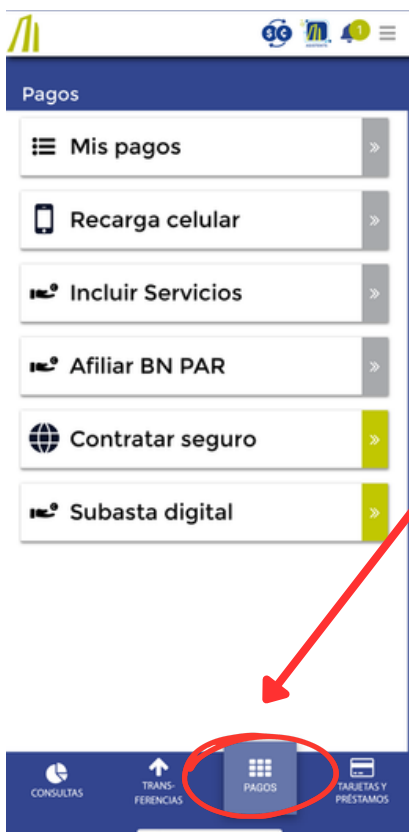 1
Pagos
Mis pagos
Recarga celular
Incluir Servicios
Afiliar BN PAR
Contratar seguro
Subasta digital
CONSULTAS
TRANS-
FERENCIAS
PAGOS
TARJETAS Y
PRÉSTAMOS